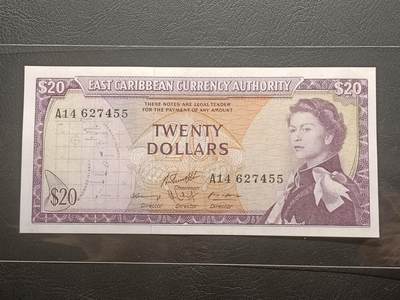 $20 EAST CARIBBEAN CURRENCY AUTHORITY $20
THESE NOTES ARE LEGAL TENDER
FOR THE PAYMENT OF ANY AMOUNT
A14 627455
TWENTY
DOLLARS
A14 627455
Chairman
$20
Director Director Director